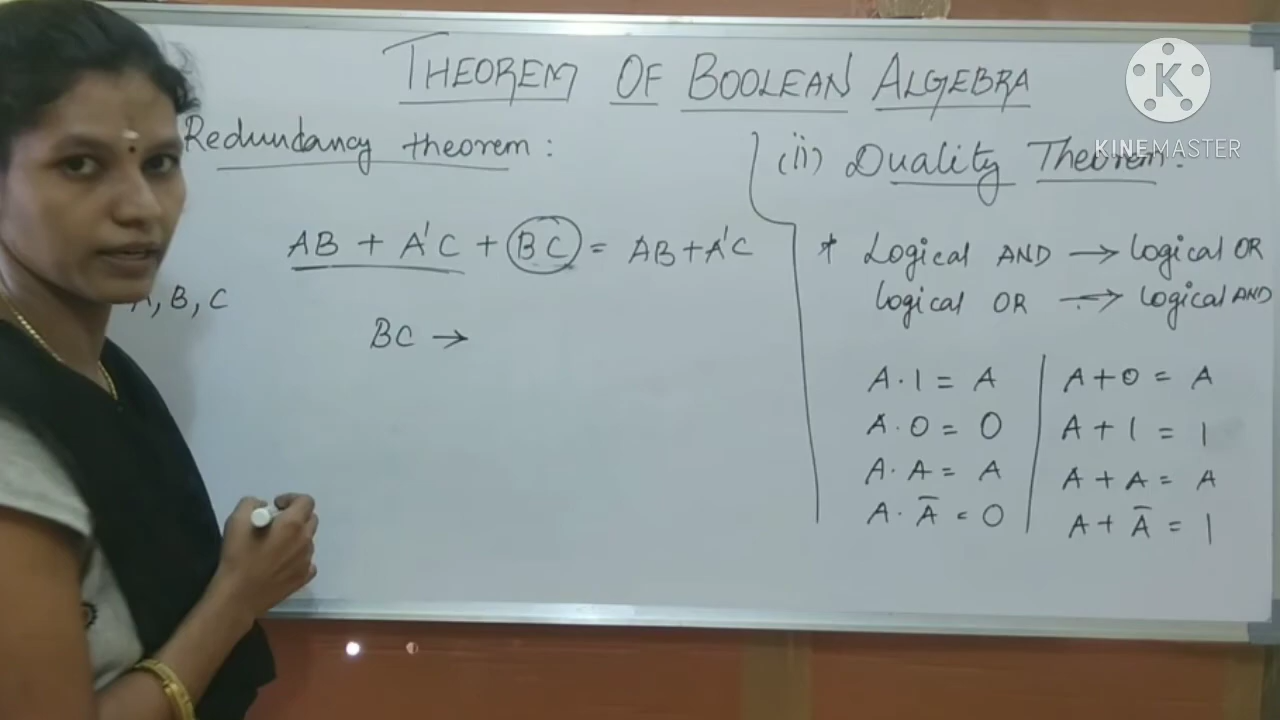 THEOREM OF BOOLEAN ALGEBRA
Redundancy theorem :
AB + A'C + BC = AB + A'C
A, B, C
BC →
(ii) Duality Theorem :
* Logical AND → logical OR
logical OR → logical AND
A · 1 = A
A · 0 = 0
A · A = A
A · Ā = 0
A + 0 = A
A + 1 = 1
A + A = A
A + Ā = 1
K
KINEMASTER